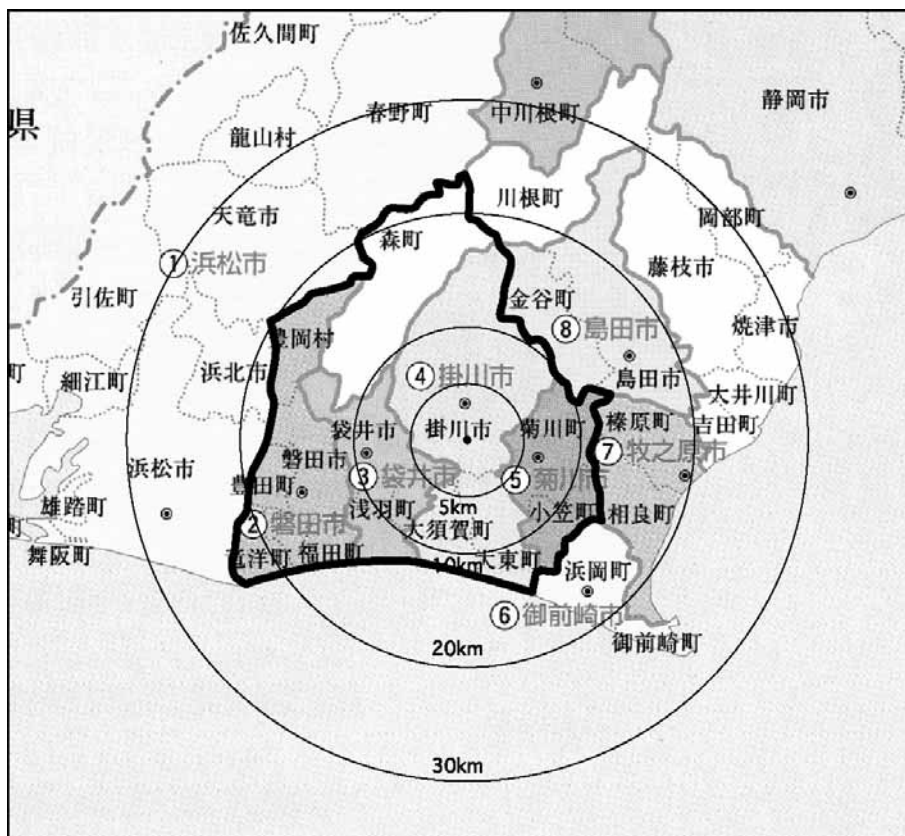 佐久間町
静岡市
春野町
中川根町
県
龍山村
川根町
天竜市
岡部町
森町
藤枝市
①浜松市
引佐町
金谷町
⑧島田市
焼津市
豊岡村
町
細江町
浜北市
④掛川市
島田市
大井川町
榛原町
吉田町
袋井市
掛川市
菊川町
⑦牧之原市
磐田市
浜松市
③袋井市
⑤菊川市
豊田町
雄踏町
浅羽町
5km
小笠町
相良町
②磐田市
大須賀町
町
舞阪町
竜洋町
福田町
10km
大東町
浜岡町
⑥御前崎市
御前崎町
20km
30km